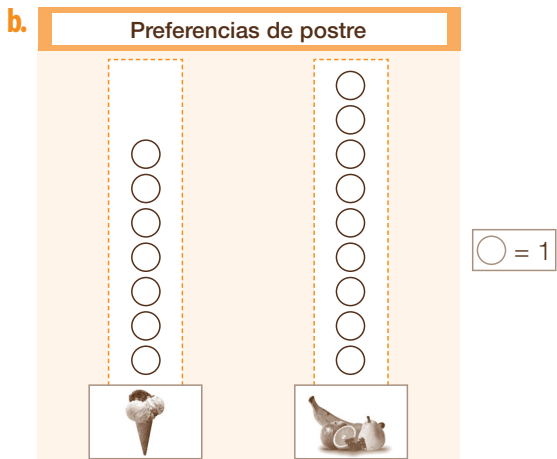 b.
Preferencias de postre
= 1